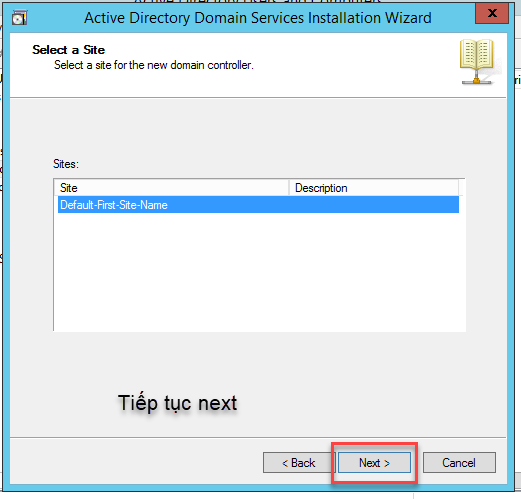 Active Directory Domain Services Installation Wizard
x
Select a Site
Select a site for the new domain controller.
Sites:
Site Description
Default-First-Site-Name
Tiếp tục next
< Back Next > Cancel